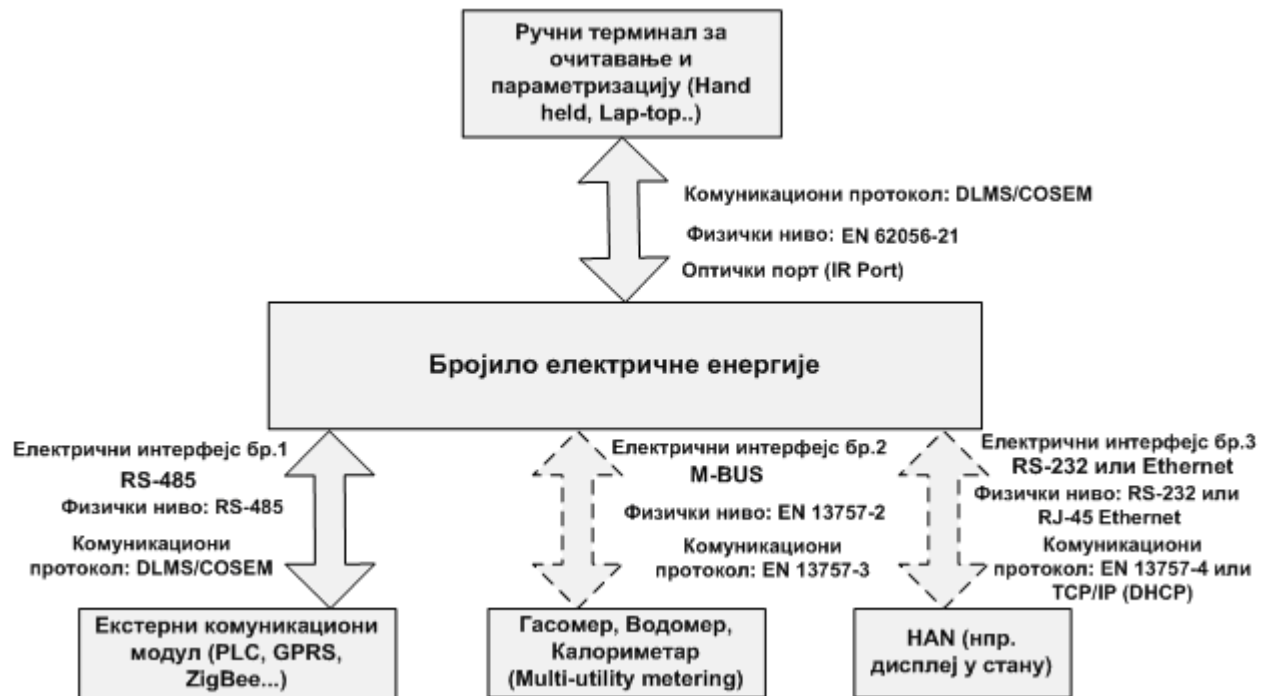 Ручни терминал за
очитавање и
параметризацију (Hand
held, Lap-top..)
Комуникациони протокол: DLMS/COSEM
Физички ниво: EN 62056-21
Оптички порт (IR Port)
Бројило електричне енергије
Електрични интерфејс бр.1
RS-485
Физички ниво: RS-485
Комуникациони
протокол: DLMS/COSEM
Електрични интерфејс бр.2
M-BUS
Физички ниво: EN 13757-2
Комуникациони
протокол: EN 13757-3
Електрични интерфејс бр.3
RS-232 или Ethernet
Физички ниво: RS-232 или
RJ-45 Ethernet
Комуникациони
протокол: EN 13757-4 или
TCP/IP (DHCP)
Екстерни комуникациони
модул (PLC, GPRS,
ZigBee...)
Гасомер, Водомер,
Калориметар
(Multi-utility metering)
HAN (нпр.
дисплеј у стану)